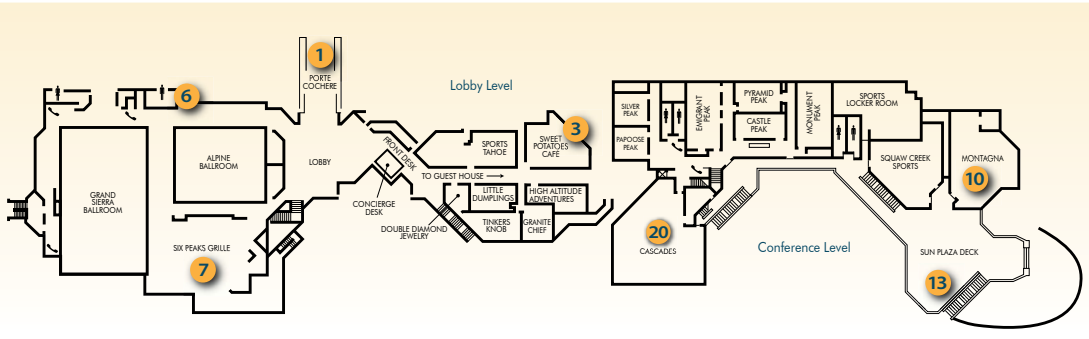 1
PORTE
COCHERE
Lobby Level
6
ALPINE
BALLROOM
LOBBY
FRONT DESK
SPORTS
TAHOE
SWEET
POTATOES
CAFÉ
3
TO GUEST HOUSE
GRAND
SIERRA
BALLROOM
CONCIERGE
DESK
LITTLE
DUMPLINGS
HIGH ALTITUDE
ADVENTURES
DOUBLE DIAMOND
JEWELRY
TINKERS
KNOB
GRANITE
CHIEF
SIX PEAKS GRILLE
7
SILVER
PEAK
PAPOOSE
PEAK
EMIGRANT
PEAK
PYRAMID
PEAK
CASTLE
PEAK
MONUMENT
PEAK
SPORTS
LOCKER ROOM
SQUAW CREEK
SPORTS
MONTAGNA
10
20
CASCADES
Conference Level
SUN PLAZA DECK
13